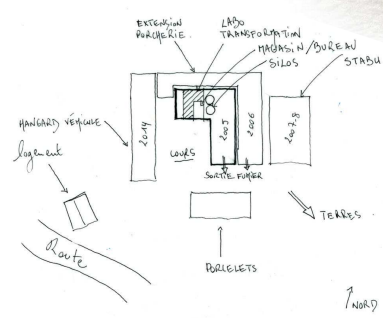 EXTENSION
PORCHERIE
LABO
TRANSFORMATION
MAGASIN/BUREAU
SILOS
STABU
HANGARD VÉHICULE
logement
2014
2005
2006
2007-8
COURS
SORTIE FUMIER
TERRES
Route
PORCELETS
NORD